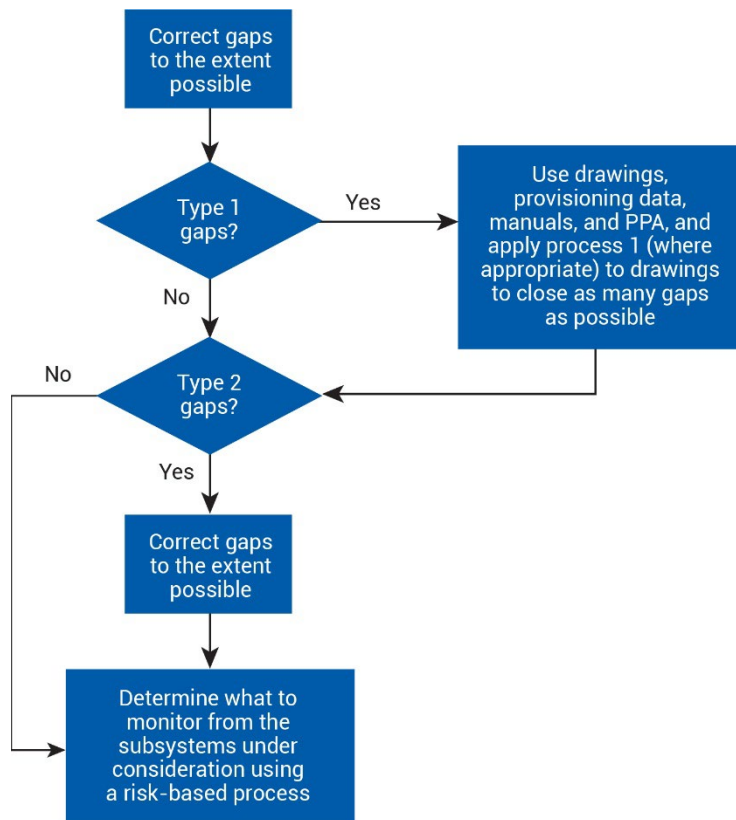 Correct gaps
to the extent
possible
Type 1
gaps?
Yes
Use drawings,
provisioning data,
manuals, and PPA, and
apply process 1 (where
appropriate) to drawings
to close as many gaps
as possible
No
Type 2
gaps?
No
Yes
Correct gaps
to the extent
possible
Determine what to
monitor from the
subsystems under
consideration using
a risk-based process